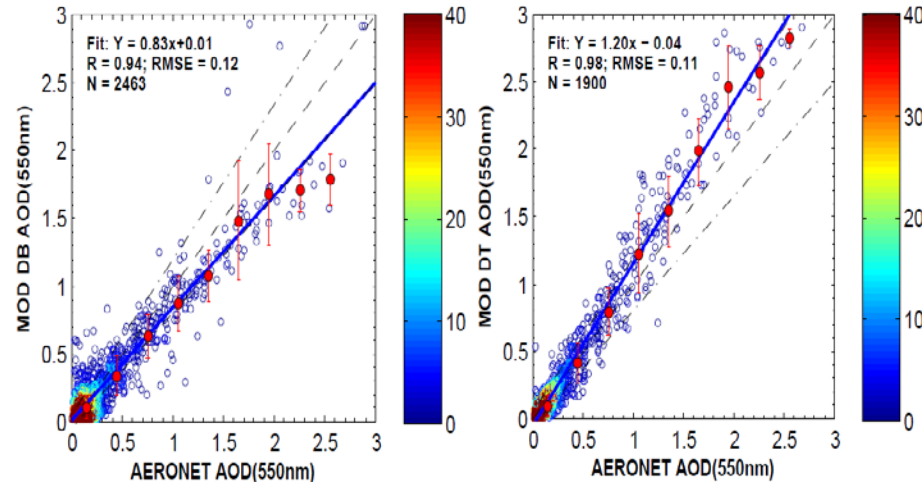 Fit: Y = 0.83x+0.01
R = 0.94; RMSE = 0.12
N = 2463
MOD DB AOD(550nm)
3
2.5
2
1.5
1
0.5
0
0 0.5 1 1.5 2 2.5 3
AERONET AOD(550nm)
40
30
20
10
0
Fit: Y = 1.20x − 0.04
R = 0.98; RMSE = 0.11
N = 1900
MOD DT AOD(550nm)
3
2.5
2
1.5
1
0.5
0
0 0.5 1 1.5 2 2.5 3
AERONET AOD(550nm)
40
30
20
10
0